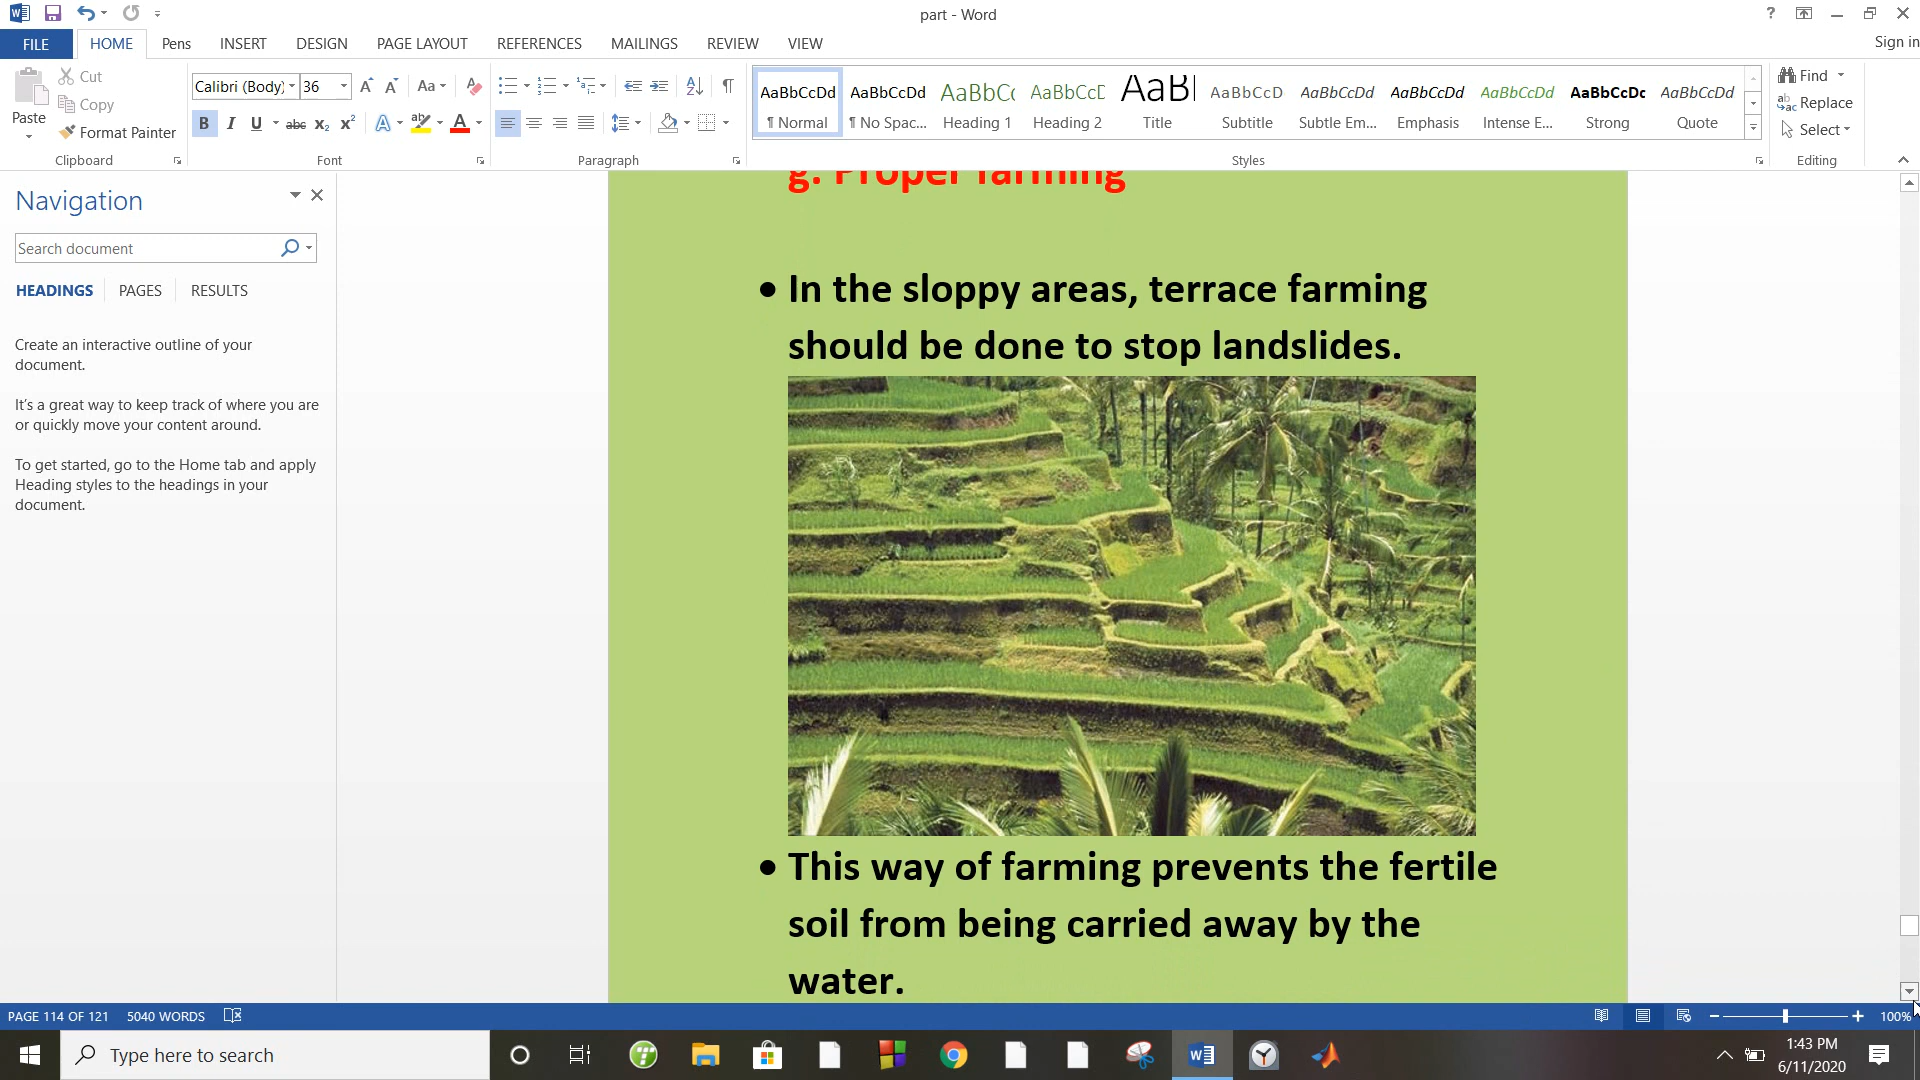 part - Word
FILE HOME Pens INSERT DESIGN PAGE LAYOUT REFERENCES MAILINGS REVIEW VIEW Sign in
Paste Cut Copy Format Painter
Calibri (Body) 36 Aa
B I U abc x₂ x² A A
AaBbCcDd AaBbCcDd AaBbCc AaBbCcD AaBl AaBbCcD AaBbCcDd AaBbCcDd AaBbCcDd AaBbCcDc AaBbCcDd
¶ Normal ¶ No Spac... Heading 1 Heading 2 Title Subtitle Subtle Em... Emphasis Intense E... Strong Quote
Find
Replace
Select
Clipboard Font Paragraph Styles Editing
Navigation
Search document
HEADINGS PAGES RESULTS
Create an interactive outline of your
document.
It's a great way to keep track of where you are
or quickly move your content around.
To get started, go to the Home tab and apply
Heading styles to the headings in your
document.
g. Proper farming
• In the sloppy areas, terrace farming
should be done to stop landslides.
• This way of farming prevents the fertile
soil from being carried away by the
water.
PAGE 114 OF 121 5040 WORDS 100%
Type here to search
1:43 PM
6/11/2020